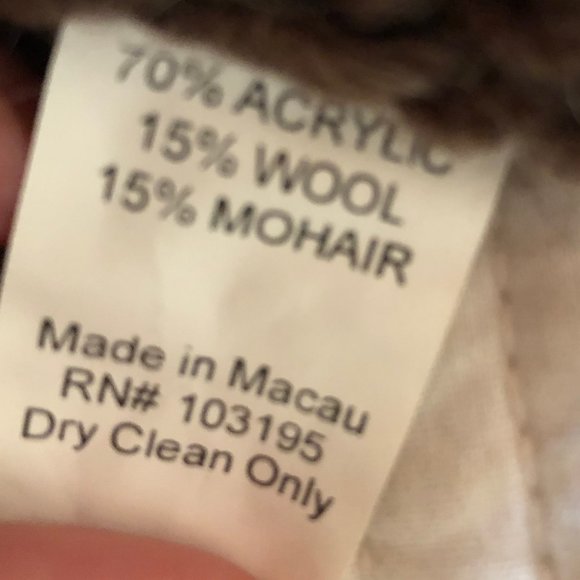 70% ACRYLIC
15% WOOL
15% MOHAIR
Made in Macau
RN# 103195
Dry Clean Only